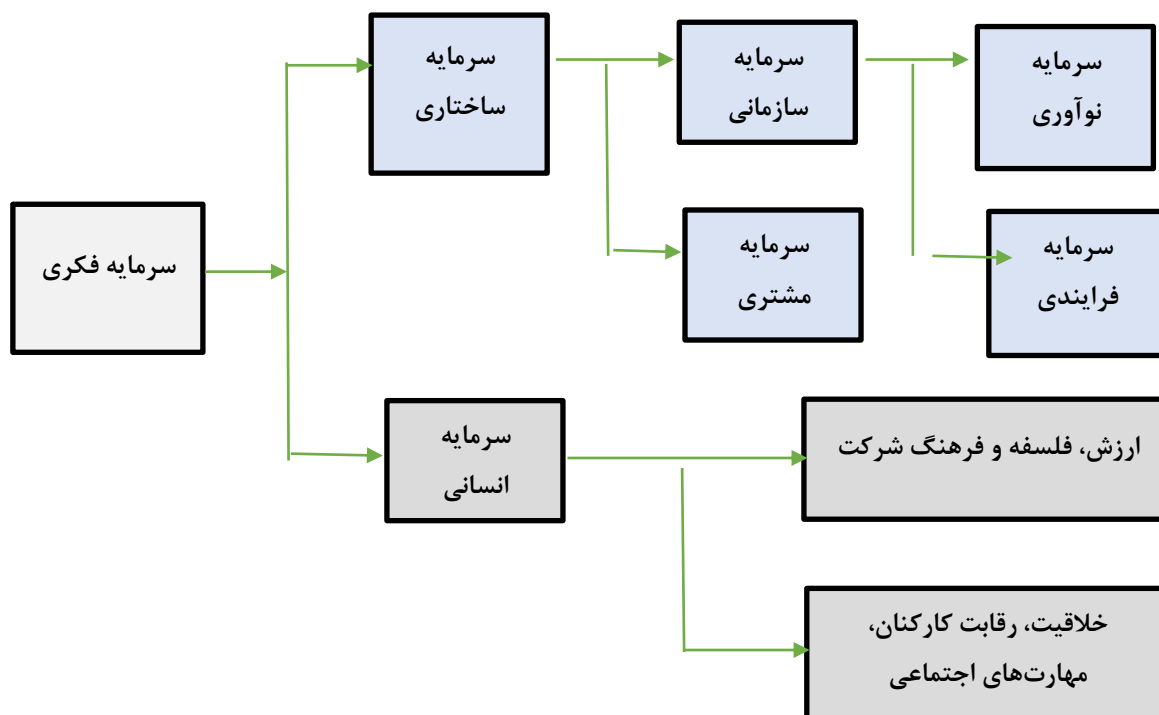 سرمایه
ساختاری
سرمایه
سازمانی
سرمایه
نوآوری
سرمایه فکری
سرمایه
مشتری
سرمایه
فرایندی
سرمایه
انسانی
ارزش، فلسفه و فرهنگ شرکت
خلاقیت، رقابت کارکنان،
مهارت‌های اجتماعی